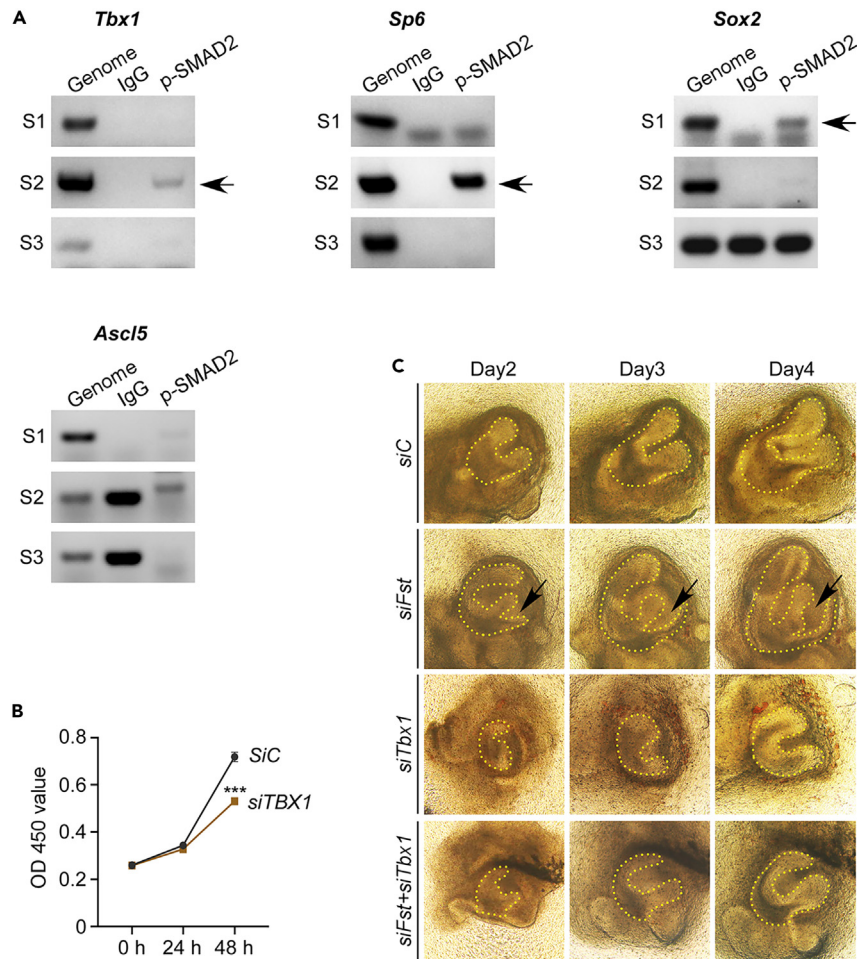 A
Tbx1
Genome IgG p-SMAD2
S1
S2
S3
Sp6
Genome IgG p-SMAD2
S1
S2
S3
Sox2
Genome IgG p-SMAD2
S1
S2
S3
Ascl5
Genome IgG p-SMAD2
S1
S2
S3
B
OD 450 value
0.8
0.6
0.4
0.2
0
0 h 24 h 48 h
SiC
***
siTBX1
C
Day2 Day3 Day4
siC
siFst
siTbx1
siFst+siTbx1